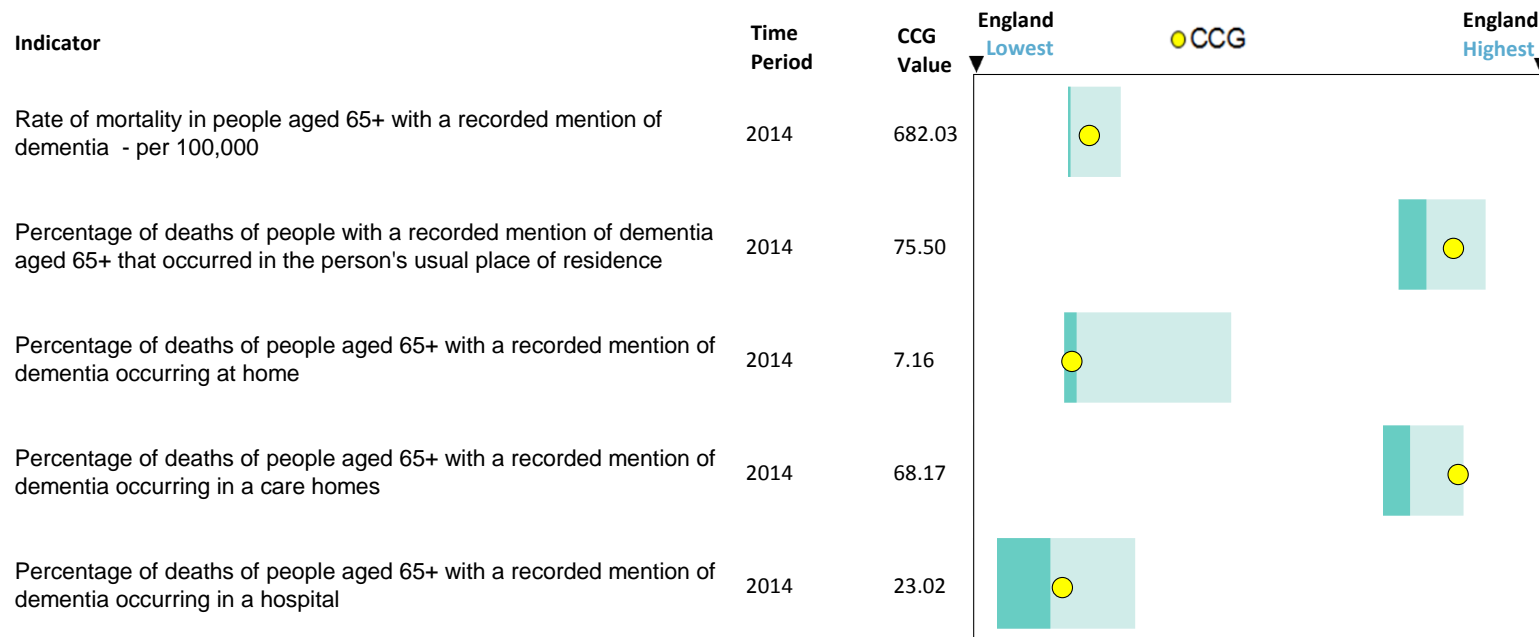 Indicator
Time
Period
CCG
Value
England
Lowest
CCG
England
Highest
Rate of mortality in people aged 65+ with a recorded mention of
dementia  - per 100,000
2014
682.03
Percentage of deaths of people with a recorded mention of dementia
aged 65+ that occurred in the person's usual place of residence
2014
75.50
Percentage of deaths of people aged 65+ with a recorded mention of
dementia occurring at home
2014
7.16
Percentage of deaths of people aged 65+ with a recorded mention of
dementia occurring in a care homes
2014
68.17
Percentage of deaths of people aged 65+ with a recorded mention of
dementia occurring in a hospital
2014
23.02